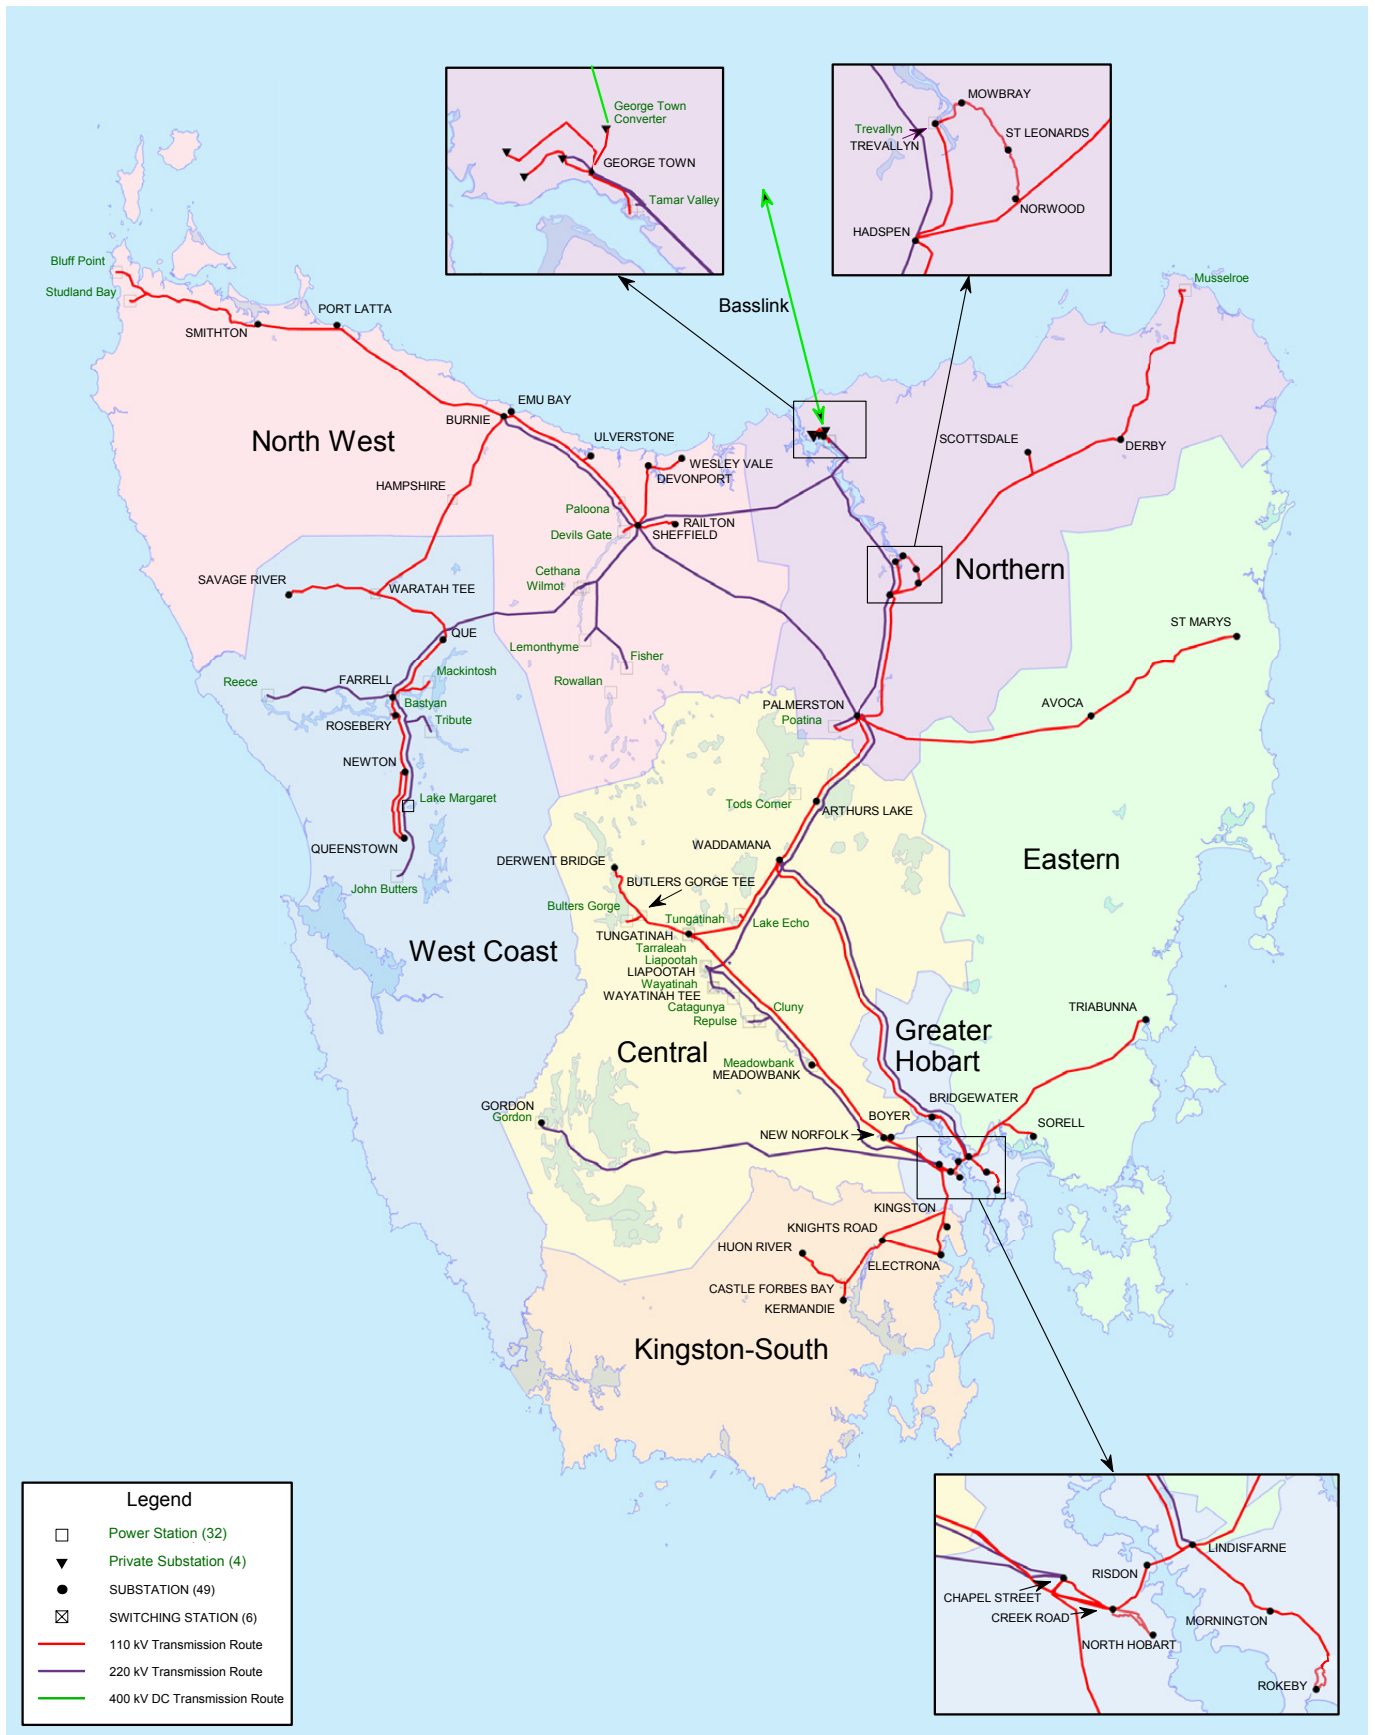 George Town
Converter
GEORGE TOWN
Tamar Valley
MOWBRAY
Trevallyn
TREVALLYN
ST LEONARDS
NORWOOD
HADSPEN
Basslink
Bluff Point
Studland Bay
SMITHTON
PORT LATTA
Musselroe
EMU BAY
BURNIE
North West
ULVERSTONE
WESLEY VALE
DEVONPORT
SCOTTSDALE
DERBY
HAMPSHIRE
Paloona
Devils Gate
RAILTON
SHEFFIELD
Northern
Cethana
Wilmot
SAVAGE RIVER
WARATAH TEE
QUE
Lemonthyme
Fisher
Rowallan
ST MARYS
Reece
FARRELL
Mackintosh
Bastyan
ROSEBERY
Tribute
PALMERSTON
Poatina
AVOCA
NEWTON
Lake Margaret
Tods Corner
ARTHURS LAKE
QUEENSTOWN
John Butters
WADDAMANA
DERWENT BRIDGE
BUTLERS GORGE TEE
Eastern
Bulters Gorge
Tungatinah
Lake Echo
TUNGATINAH
Tarraleah
Liapootah
LIAPOOTAH
Wayatinah
WAYATINAH TEE
Catagunya
Cluny
Repulse
West Coast
TRIABUNNA
Greater
Hobart
Central
Meadowbank
MEADOWBANK
BRIDGEWATER
GORDON
Gordon
BOYER
NEW NORFOLK
SORELL
KINGSTON
KNIGHTS ROAD
HUON RIVER
ELECTRONA
CASTLE FORBES BAY
KERMANDIE
Kingston-South
LINDISFARNE
RISDON
CHAPEL STREET
CREEK ROAD
MORNINGTON
NORTH HOBART
ROKEBY
Legend
Power Station (32)
Private Substation (4)
SUBSTATION (49)
SWITCHING STATION (6)
110 kV Transmission Route
220 kV Transmission Route
400 kV DC Transmission Route